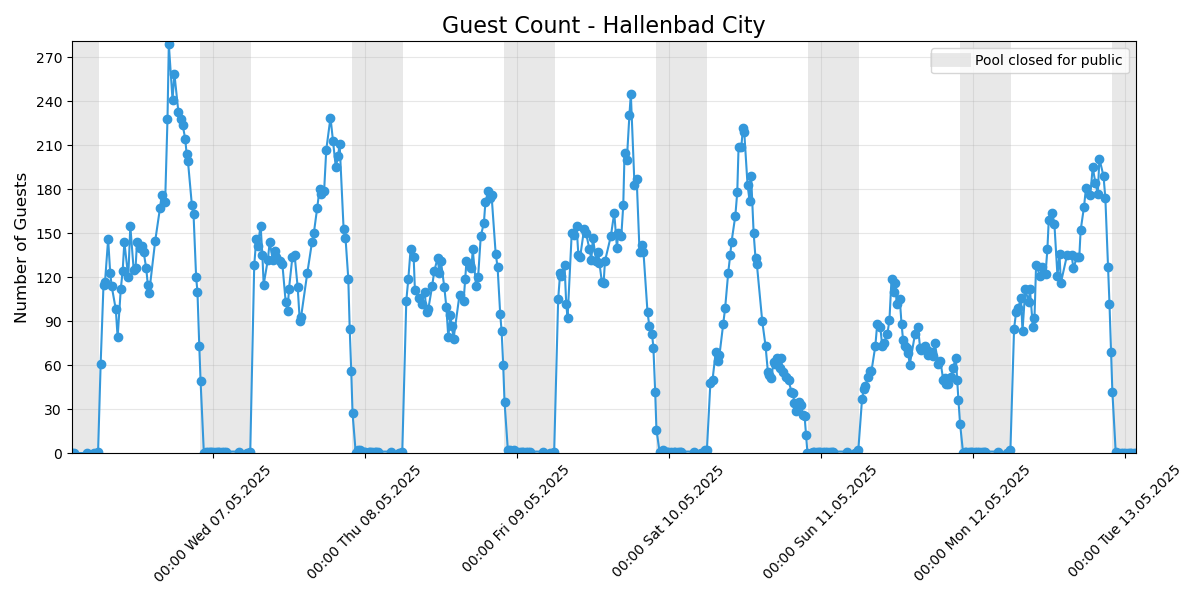 Guest Count - Hallenbad City
Pool closed for public
Number of Guests
270
240
210
180
150
120
90
60
30
0
00:00 Wed 07.05.2025
00:00 Thu 08.05.2025
00:00 Fri 09.05.2025
00:00 Sat 10.05.2025
00:00 Sun 11.05.2025
00:00 Mon 12.05.2025
00:00 Tue 13.05.2025